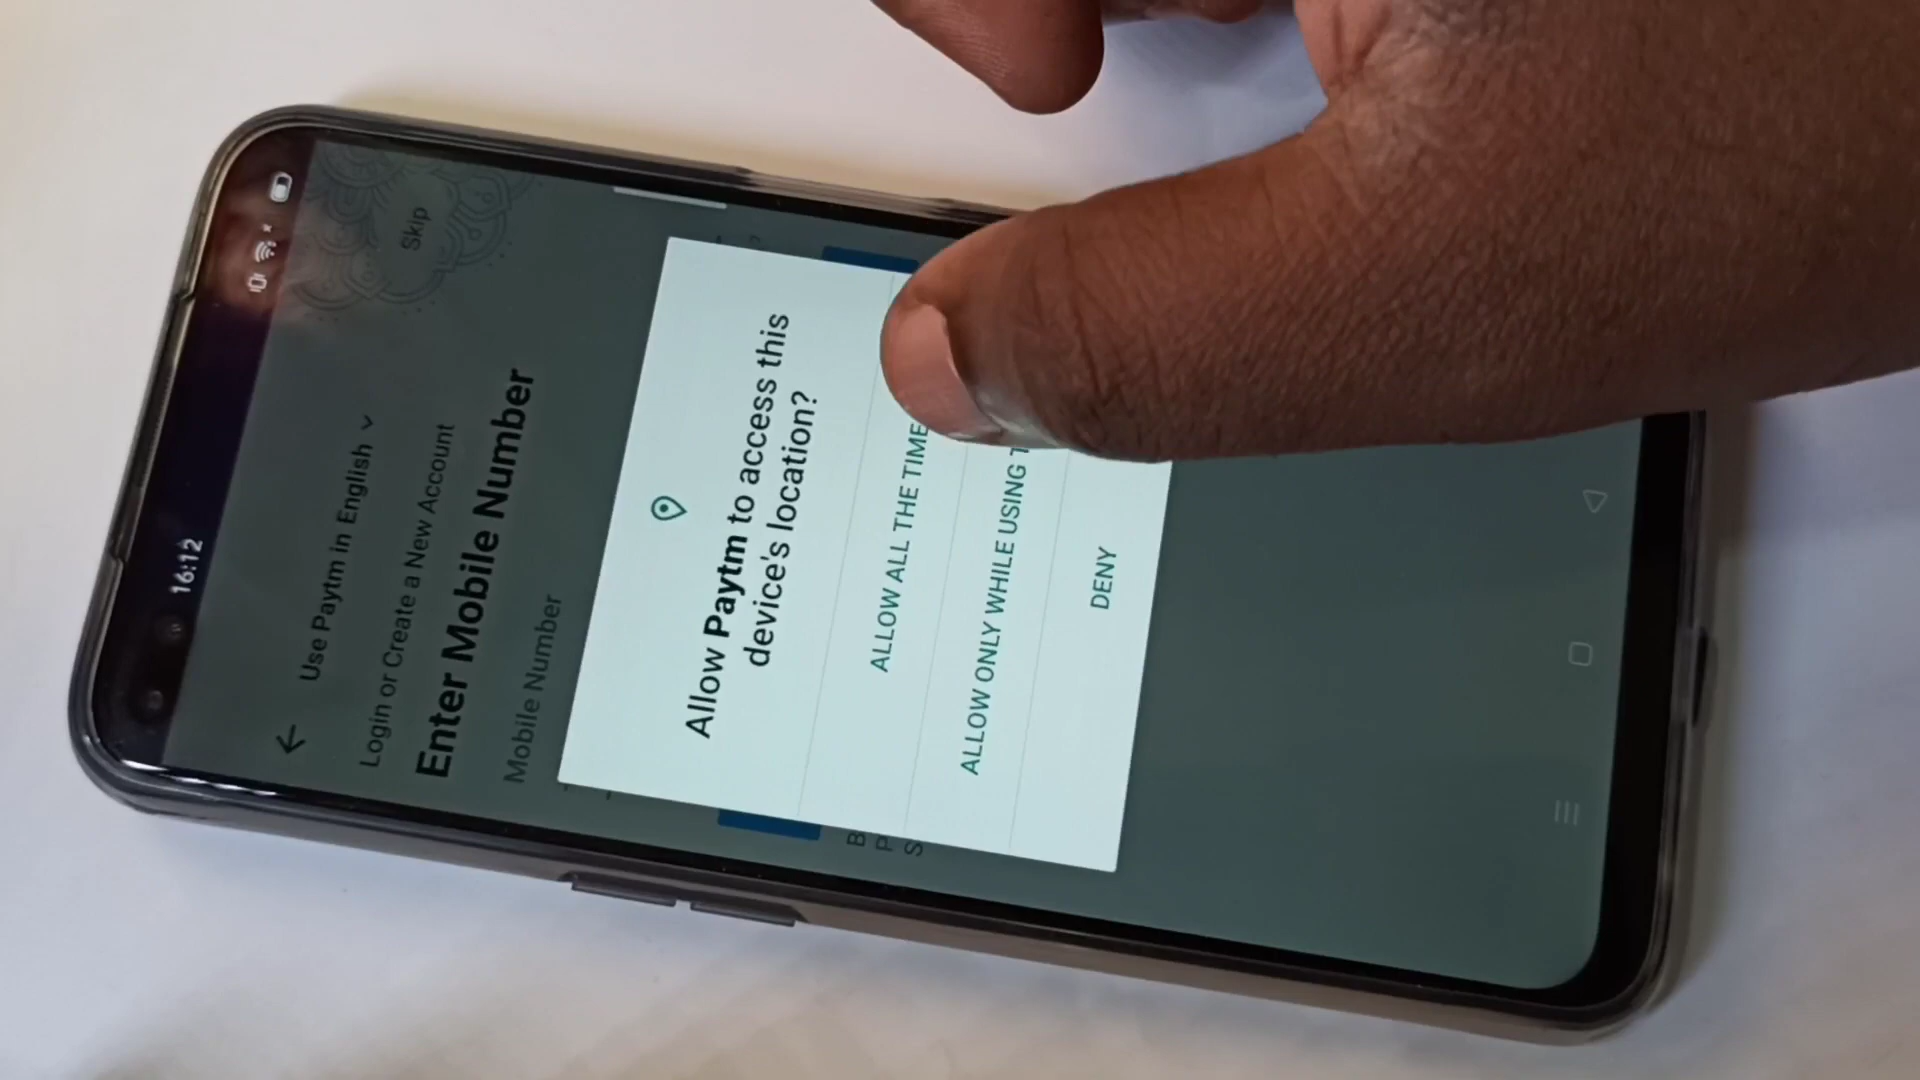 16:12
Skip
Use Paytm in English
Login or Create a New Account
Enter Mobile Number
Mobile Number
Allow Paytm to access this
device's location?
ALLOW ALL THE TIME
ALLOW ONLY WHILE USING
DENY